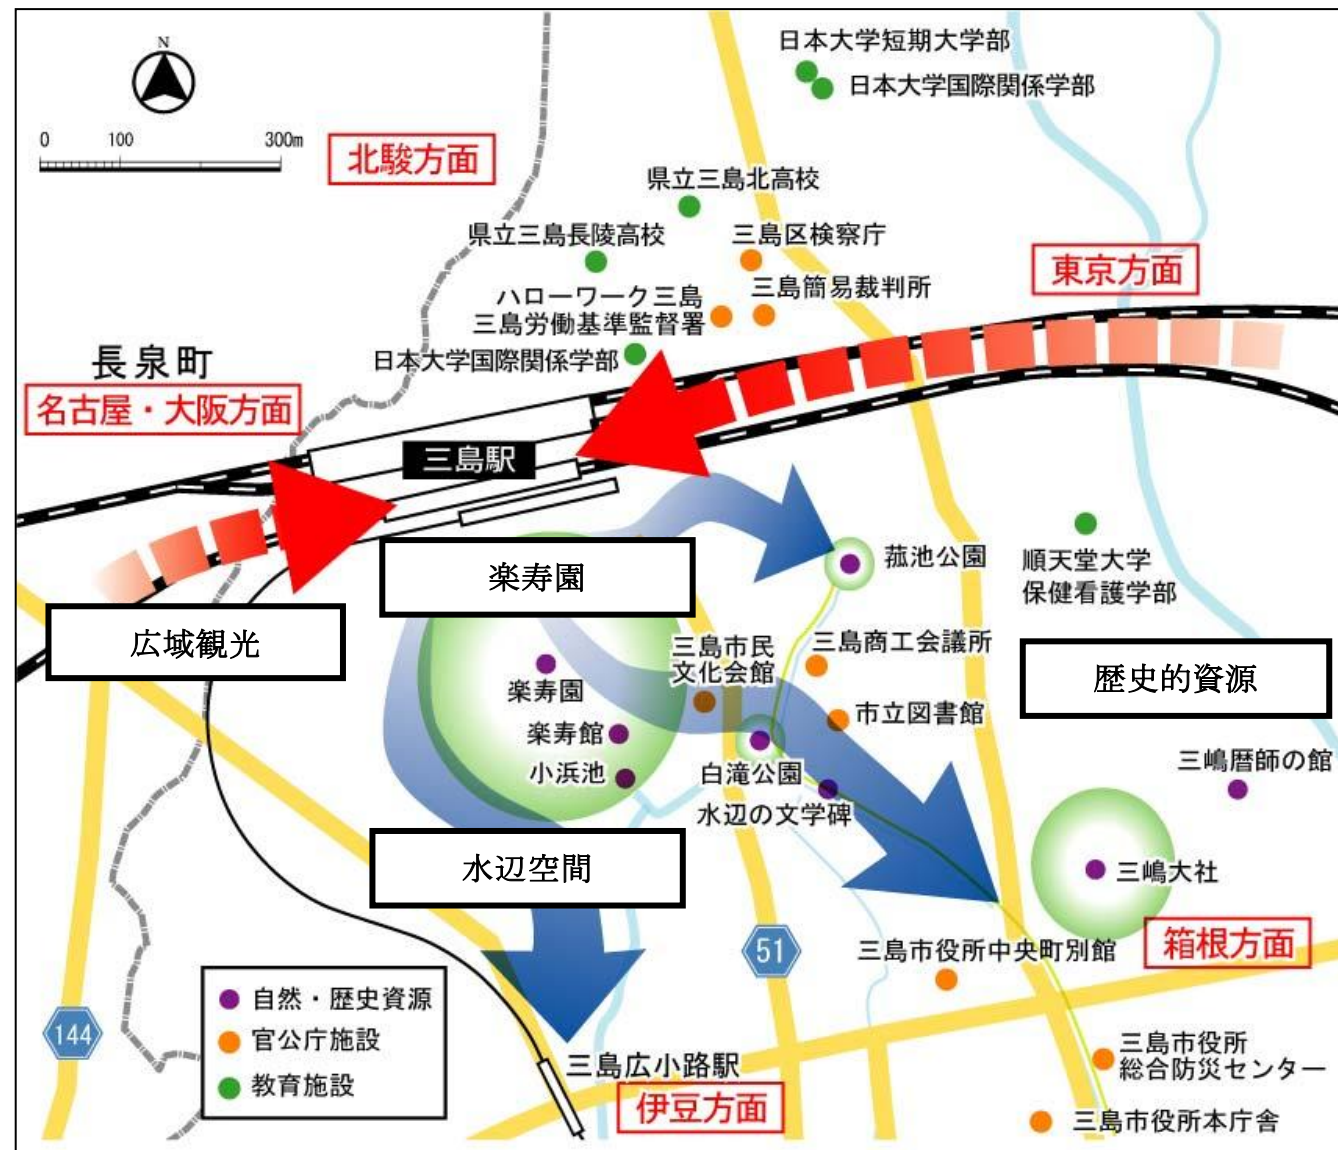 日本大学短期大学部
日本大学国際関係学部
N
0 100 300m
北駿方面
県立三島北高校
県立三島長陵高校
三島区検察庁
東京方面
ハローワーク三島
三島労働基準監督署
三島簡易裁判所
日本大学国際関係学部
長泉町
名古屋・大阪方面
三島駅
楽寿園
菰池公園
順天堂大学
保健看護学部
広域観光
三島市民
文化会館
三島商工会議所
歴史的資源
楽寿園
市立図書館
楽寿館
小浜池
白滝公園
水辺の文学碑
三嶋暦師の館
水辺空間
三嶋大社
51
三島市役所中央町別館
箱根方面
自然・歴史資源
官公庁施設
教育施設
144
三島広小路駅
伊豆方面
三島市役所
総合防災センター
三島市役所本庁舎